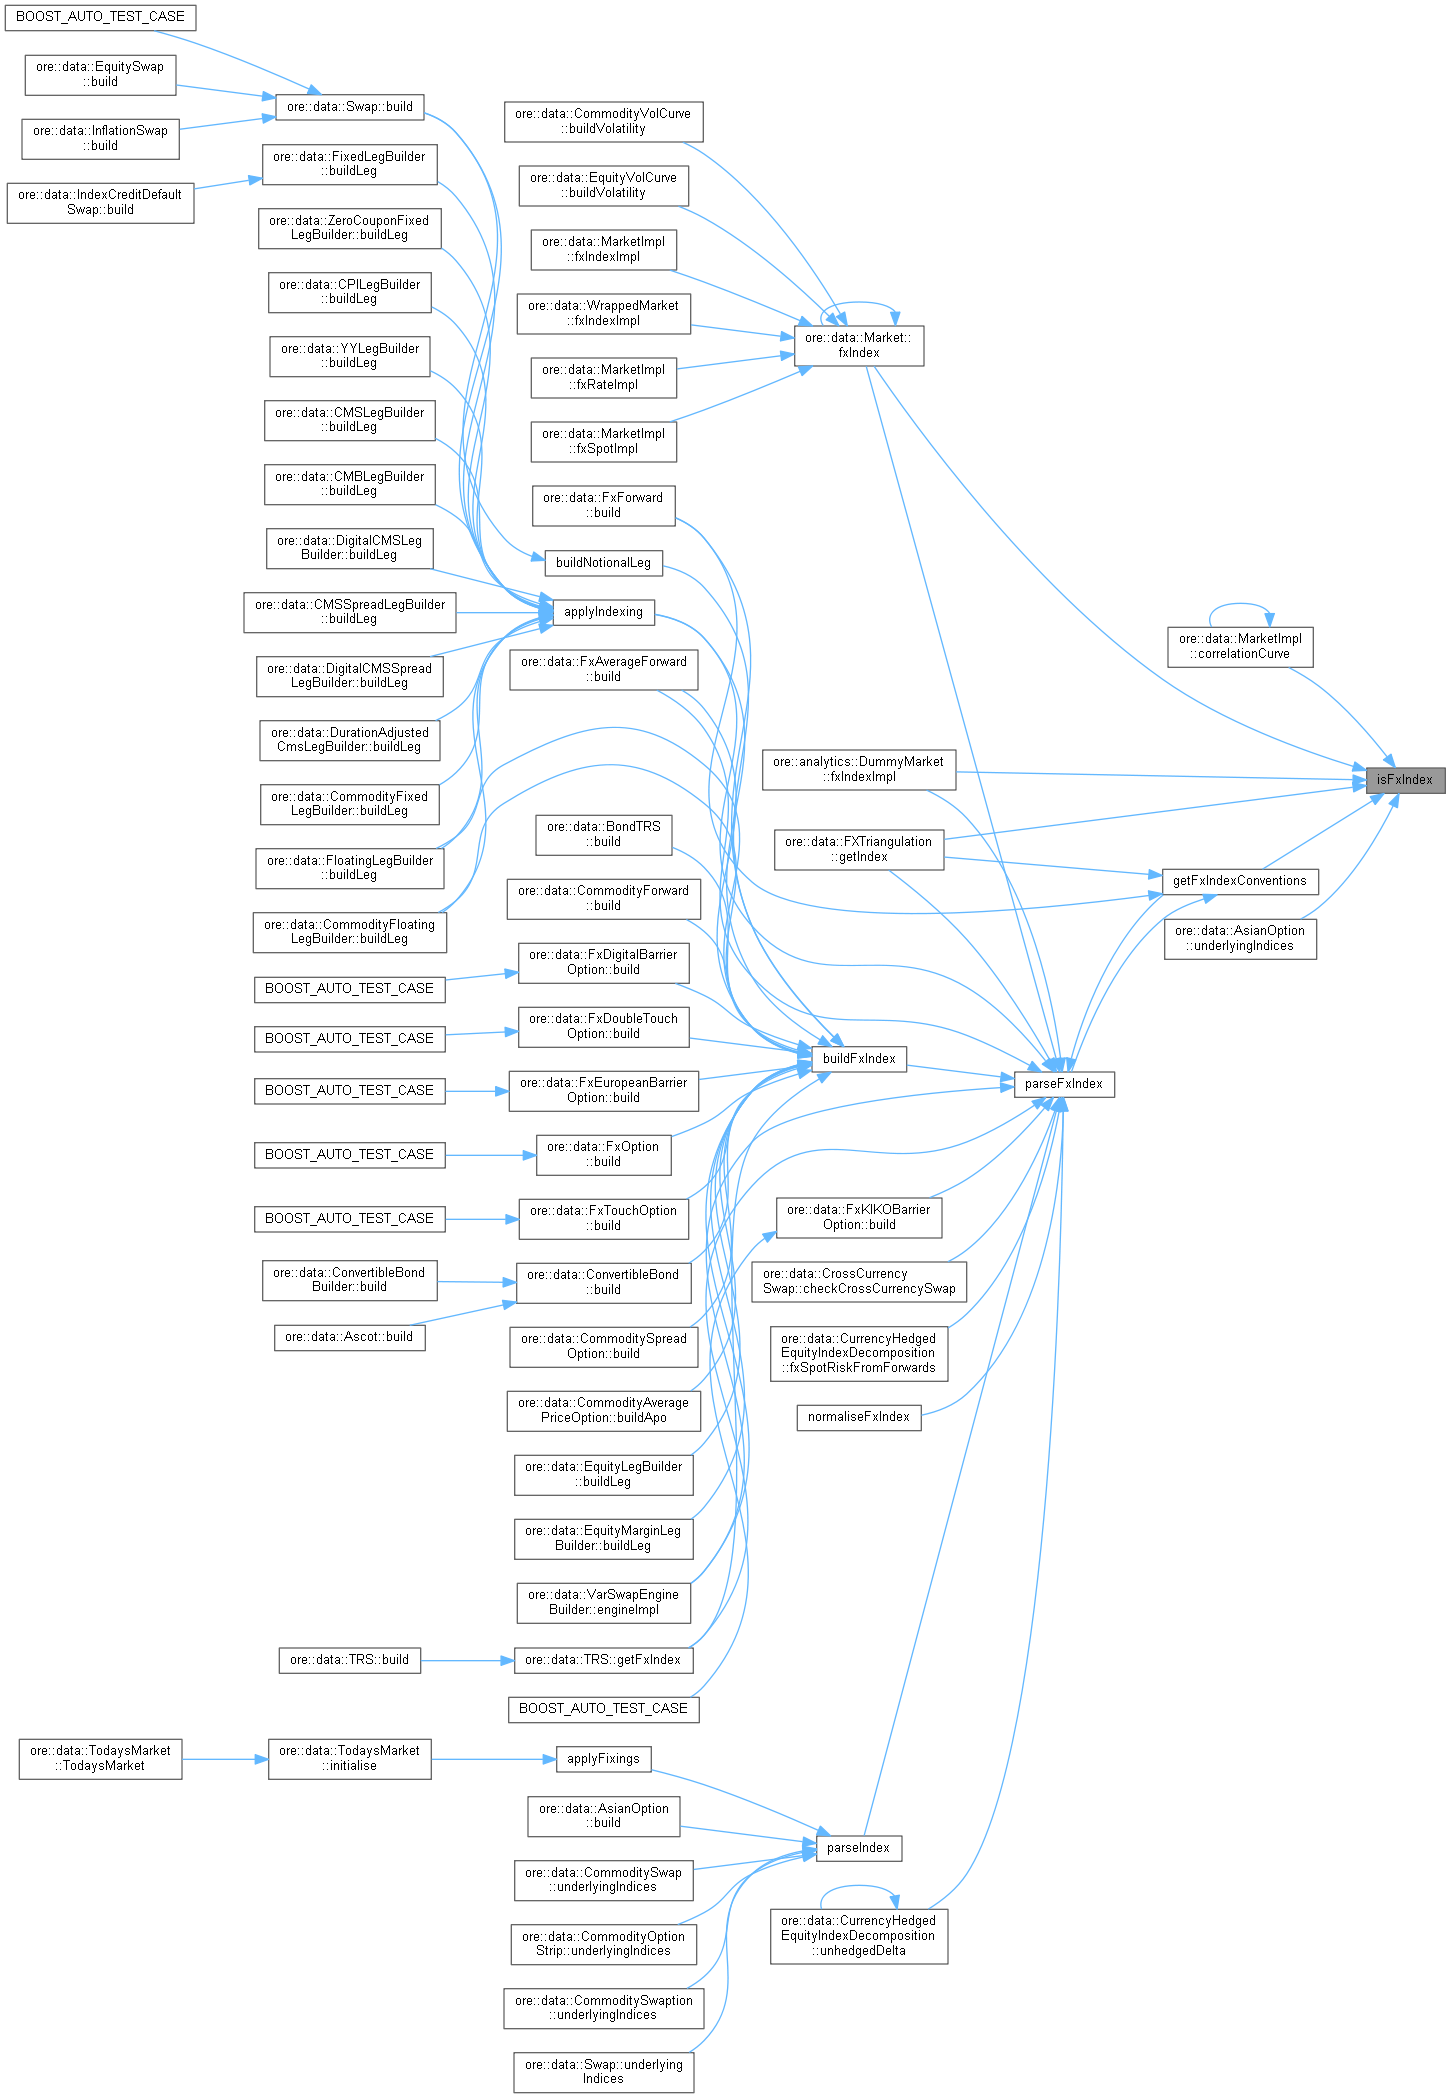 BOOST_AUTO_TEST_CASE
ore::data::EquitySwap
::build
ore::data::Swap::build
ore::data::InflationSwap
::build
ore::data::FixedLegBuilder
::buildLeg
ore::data::IndexCreditDefault
Swap::build
ore::data::ZeroCouponFixed
LegBuilder::buildLeg
ore::data::CPILegBuilder
::buildLeg
ore::data::YYLegBuilder
::buildLeg
ore::data::CMSLegBuilder
::buildLeg
ore::data::CMBLegBuilder
::buildLeg
ore::data::DigitalCMSLeg
Builder::buildLeg
ore::data::CMSSpreadLegBuilder
::buildLeg
ore::data::DigitalCMSSpread
LegBuilder::buildLeg
ore::data::DurationAdjusted
CmsLegBuilder::buildLeg
ore::data::CommodityFixed
LegBuilder::buildLeg
ore::data::FloatingLegBuilder
::buildLeg
ore::data::CommodityFloating
LegBuilder::buildLeg
BOOST_AUTO_TEST_CASE
BOOST_AUTO_TEST_CASE
BOOST_AUTO_TEST_CASE
BOOST_AUTO_TEST_CASE
BOOST_AUTO_TEST_CASE
ore::data::ConvertibleBond
Builder::build
ore::data::Ascot::build
ore::data::TRS::build
ore::data::TodaysMarket
::TodaysMarket
ore::data::TodaysMarket
::initialise
ore::data::CommodityVolCurve
::buildVolatility
ore::data::EquityVolCurve
::buildVolatility
ore::data::MarketImpl
::fxIndexImpl
ore::data::WrappedMarket
::fxIndexImpl
ore::data::MarketImpl
::fxRateImpl
ore::data::MarketImpl
::fxSpotImpl
ore::data::FxForward
::build
buildNotionalLeg
applyIndexing
ore::data::FxAverageForward
::build
ore::data::BondTRS
::build
ore::data::CommodityForward
::build
ore::data::FxDigitalBarrier
Option::build
ore::data::FxDoubleTouch
Option::build
ore::data::FxEuropeanBarrier
Option::build
ore::data::FxOption
::build
ore::data::FxTouchOption
::build
ore::data::ConvertibleBond
::build
ore::data::CommoditySpread
Option::build
ore::data::CommodityAverage
PriceOption::buildApo
ore::data::EquityLegBuilder
::buildLeg
ore::data::EquityMarginLeg
Builder::buildLeg
ore::data::VarSwapEngine
Builder::engineImpl
ore::data::TRS::getFxIndex
BOOST_AUTO_TEST_CASE
applyFixings
ore::data::AsianOption
::build
ore::data::CommoditySwap
::underlyingIndices
ore::data::CommodityOption
Strip::underlyingIndices
ore::data::CommoditySwaption
::underlyingIndices
ore::data::Swap::underlying
Indices
ore::data::Market::
fxIndex
ore::analytics::DummyMarket
::fxIndexImpl
ore::data::FXTriangulation
::getIndex
buildFxIndex
ore::data::FxKIKOBarrier
Option::build
ore::data::CrossCurrency
Swap::checkCrossCurrencySwap
ore::data::CurrencyHedged
EquityIndexDecomposition
::fxSpotRiskFromForwards
normaliseFxIndex
parseIndex
ore::data::CurrencyHedged
EquityIndexDecomposition
::unhedgedDelta
parseFxIndex
ore::data::MarketImpl
::correlationCurve
getFxIndexConventions
ore::data::AsianOption
::underlyingIndices
isFxIndex